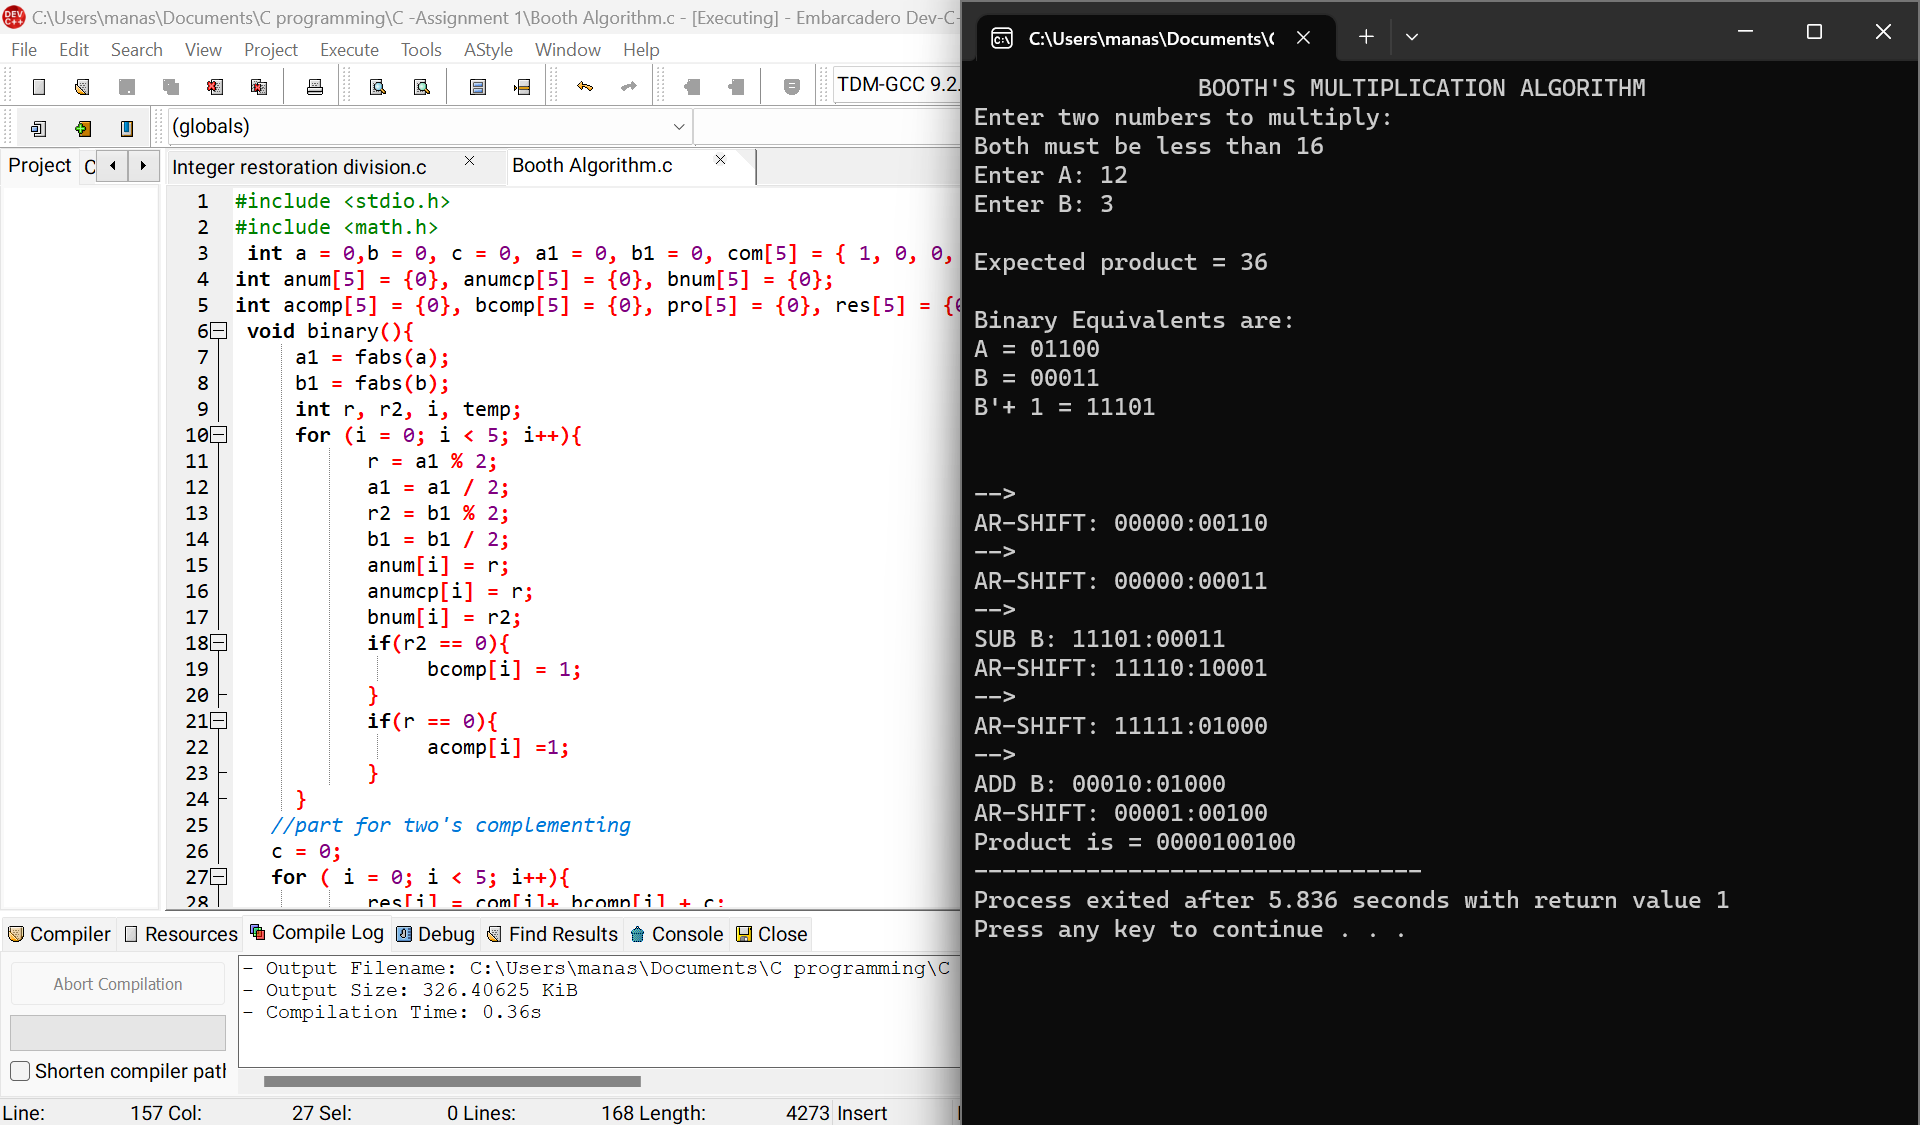 C:\Users\manas\Documents\C programming\C -Assignment 1\Booth Algorithm.c - [Executing] - Embarcadero Dev-C-
File Edit Search View Project Execute Tools AStyle Window Help
TDM-GCC 9.2.
(globals)
Project
Integer restoration division.c
Booth Algorithm.c
1 #include <stdio.h>
2 #include <math.h>
3 int a = 0,b = 0, c = 0, a1 = 0, b1 = 0, com[5] = { 1, 0, 0,
4 int anum[5] = {0}, anumcp[5] = {0}, bnum[5] = {0};
5 int acomp[5] = {0}, bcomp[5] = {0}, pro[5] = {0}, res[5] = {0
6 void binary(){
7 a1 = fabs(a);
8 b1 = fabs(b);
9 int r, r2, i, temp;
10 for (i = 0; i < 5; i++){
11 r = a1 % 2;
12 a1 = a1 / 2;
13 r2 = b1 % 2;
14 b1 = b1 / 2;
15 anum[i] = r;
16 anumcp[i] = r;
17 bnum[i] = r2;
18 if(r2 == 0){
19 bcomp[i] = 1;
20 }
21 if(r == 0){
22 acomp[i] =1;
23 }
24 }
25 //part for two's complementing
26 c = 0;
27 for ( i = 0; i < 5; i++){
28 res[i] = com[i]+ bcomp[i] + c;
Compiler Resources Compile Log Debug Find Results Console Close
Abort Compilation
Shorten compiler path
- Output Filename: C:\Users\manas\Documents\C programming\C
- Output Size: 326.40625 KiB
- Compilation Time: 0.36s
Line: 157 Col: 27 Sel: 0 Lines: 168 Length: 4273 Insert
C:\Users\manas\Documents\(
BOOTH'S MULTIPLICATION ALGORITHM
Enter two numbers to multiply:
Both must be less than 16
Enter A: 12
Enter B: 3
Expected product = 36
Binary Equivalents are:
A = 01100
B = 00011
B'+ 1 = 11101
-->
AR-SHIFT: 00000:00110
-->
AR-SHIFT: 00000:00011
-->
SUB B: 11101:00011
AR-SHIFT: 11110:10001
-->
AR-SHIFT: 11111:01000
-->
ADD B: 00010:01000
AR-SHIFT: 00001:00100
Product is = 0000100100
--------------------------------
Process exited after 5.836 seconds with return value 1
Press any key to continue . . .